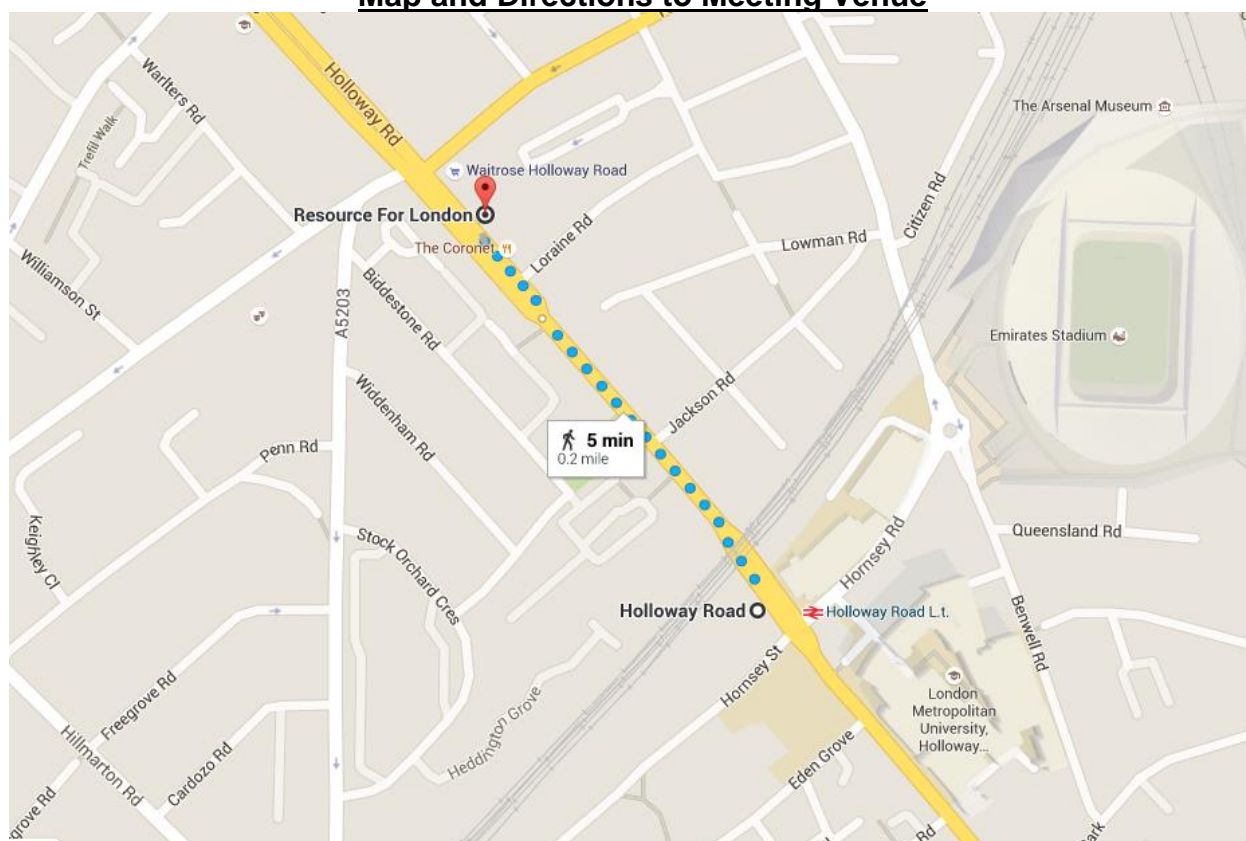 Map and Directions to Meeting Venue
Warlters Rd
Trefil Walk
Holloway Rd
The Arsenal Museum
Waitrose Holloway Road
Resource For London
The Coronet
Loraine Rd
Lowman Rd
Citizen Rd
Williamson St
A5203
Biddestone Rd
Emirates Stadium
Widdenham Rd
Jackson Rd
5 min
0.2 mile
Penn Rd
Keighley Cl
Stock Orchard Cres
Hornsey Rd
Queensland Rd
Holloway Road
Holloway Road L.t.
Benwell Rd
Hornsey St
Freegrove Rd
Heddington Grove
London
Metropolitan
University,
Holloway...
Hillmarton Rd
Cardozo Rd
Eden Grove
grove Rd
Rd
ark